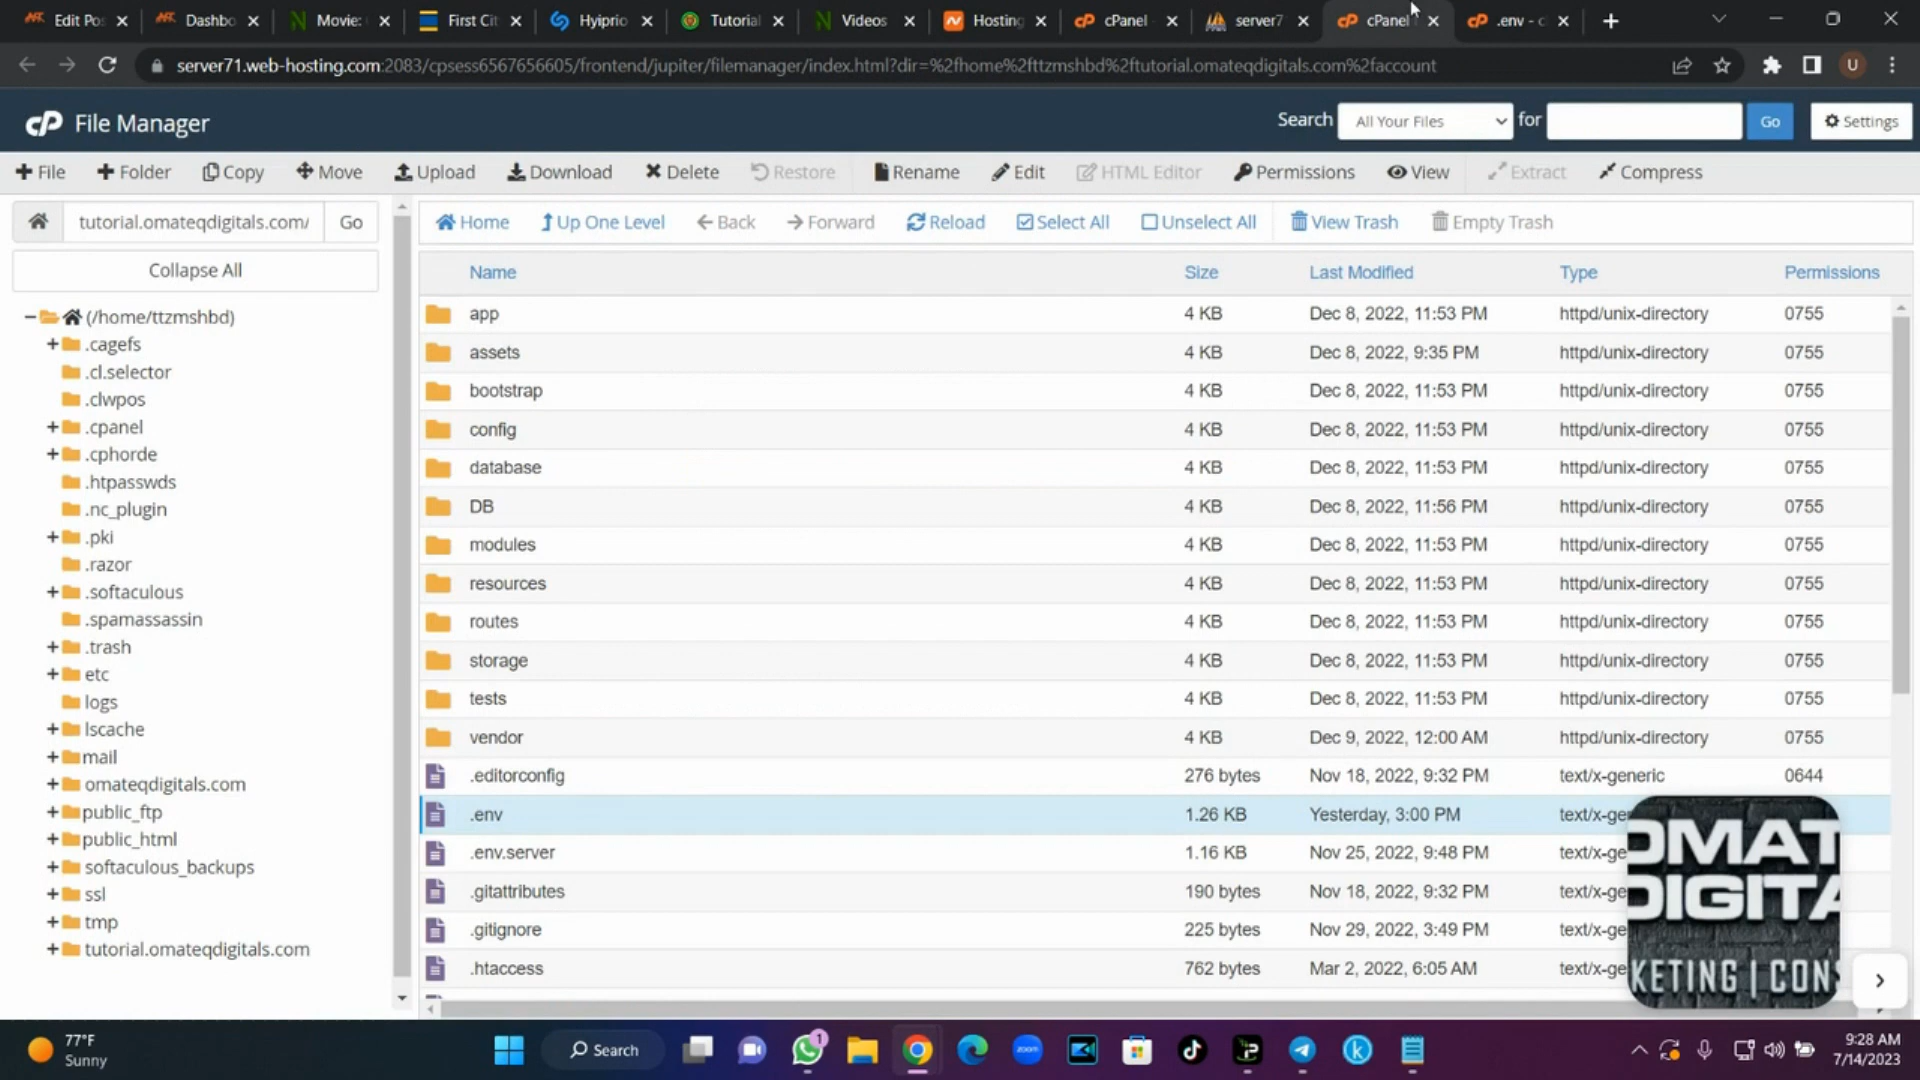 Edit Pos
Dashbo
Movie:
First Cit
Hyiprio
Tutorial
Videos
Hosting
cPanel
server7
cPanel
.env - c
server71.web-hosting.com:2083/cpsess6567656605/frontend/jupiter/filemanager/index.html?dir=%2fhome%2fttzmshbd%2ftutorial.omateqdigitals.com%2faccount
U
cP File Manager
Search All Your Files for Go Settings
File Folder Copy Move Upload Download Delete Restore Rename Edit HTML Editor Permissions View Extract Compress
tutorial.omateqdigitals.com/ Go
Home Up One Level Back Forward Reload Select All Unselect All View Trash Empty Trash
Collapse All
(/home/ttzmshbd)
.cagefs
.cl.selector
.clwpos
.cpanel
.cphorde
.htpasswds
.nc_plugin
.pki
.razor
.softaculous
.spamassassin
.trash
etc
logs
lscache
mail
omateqdigitals.com
public_ftp
public_html
softaculous_backups
ssl
tmp
tutorial.omateqdigitals.com
Name Size Last Modified Type Permissions
app 4 KB Dec 8, 2022, 11:53 PM httpd/unix-directory 0755
assets 4 KB Dec 8, 2022, 9:35 PM httpd/unix-directory 0755
bootstrap 4 KB Dec 8, 2022, 11:53 PM httpd/unix-directory 0755
config 4 KB Dec 8, 2022, 11:53 PM httpd/unix-directory 0755
database 4 KB Dec 8, 2022, 11:53 PM httpd/unix-directory 0755
DB 4 KB Dec 8, 2022, 11:56 PM httpd/unix-directory 0755
modules 4 KB Dec 8, 2022, 11:53 PM httpd/unix-directory 0755
resources 4 KB Dec 8, 2022, 11:53 PM httpd/unix-directory 0755
routes 4 KB Dec 8, 2022, 11:53 PM httpd/unix-directory 0755
storage 4 KB Dec 8, 2022, 11:53 PM httpd/unix-directory 0755
tests 4 KB Dec 8, 2022, 11:53 PM httpd/unix-directory 0755
vendor 4 KB Dec 9, 2022, 12:00 AM httpd/unix-directory 0755
.editorconfig 276 bytes Nov 18, 2022, 9:32 PM text/x-generic 0644
.env 1.26 KB Yesterday, 3:00 PM text/x-ge
.env.server 1.16 KB Nov 25, 2022, 9:48 PM text/x-ge
.gitattributes 190 bytes Nov 18, 2022, 9:32 PM text/x-ge
.gitignore 225 bytes Nov 29, 2022, 3:49 PM text/x-ge
.htaccess 762 bytes Mar 2, 2022, 6:05 AM text/x-ge
OMAT
DIGITA
KETING | CON
77°F
Sunny
Search
1
zoom
9:28 AM
7/14/2023